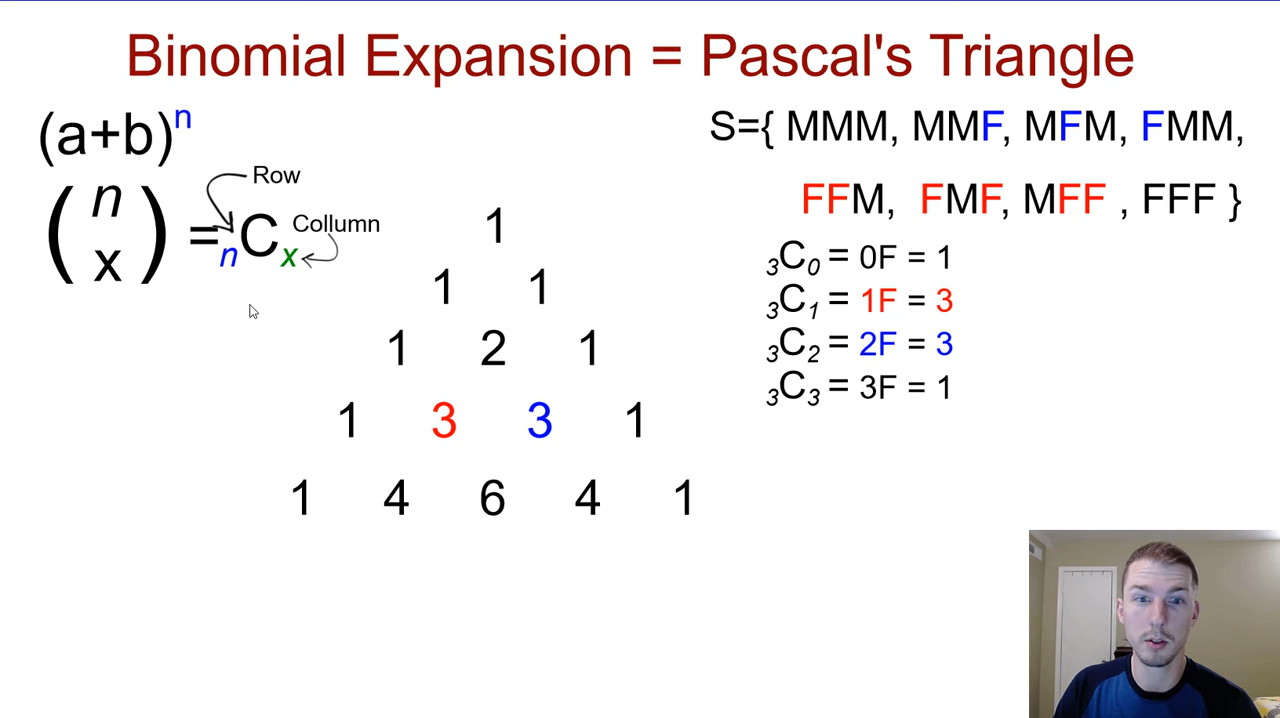 Binomial Expansion = Pascal's Triangle
(a+b)ⁿ
S={ MMM, MMF, MFM, FMM,
FFM, FMF, MFF , FFF }
Row
Collumn
(n x) = nCx
1
1 1
1 2 1
1 3 3 1
1 4 6 4 1
₃C₀ = 0F = 1
₃C₁ = 1F = 3
₃C₂ = 2F = 3
₃C₃ = 3F = 1